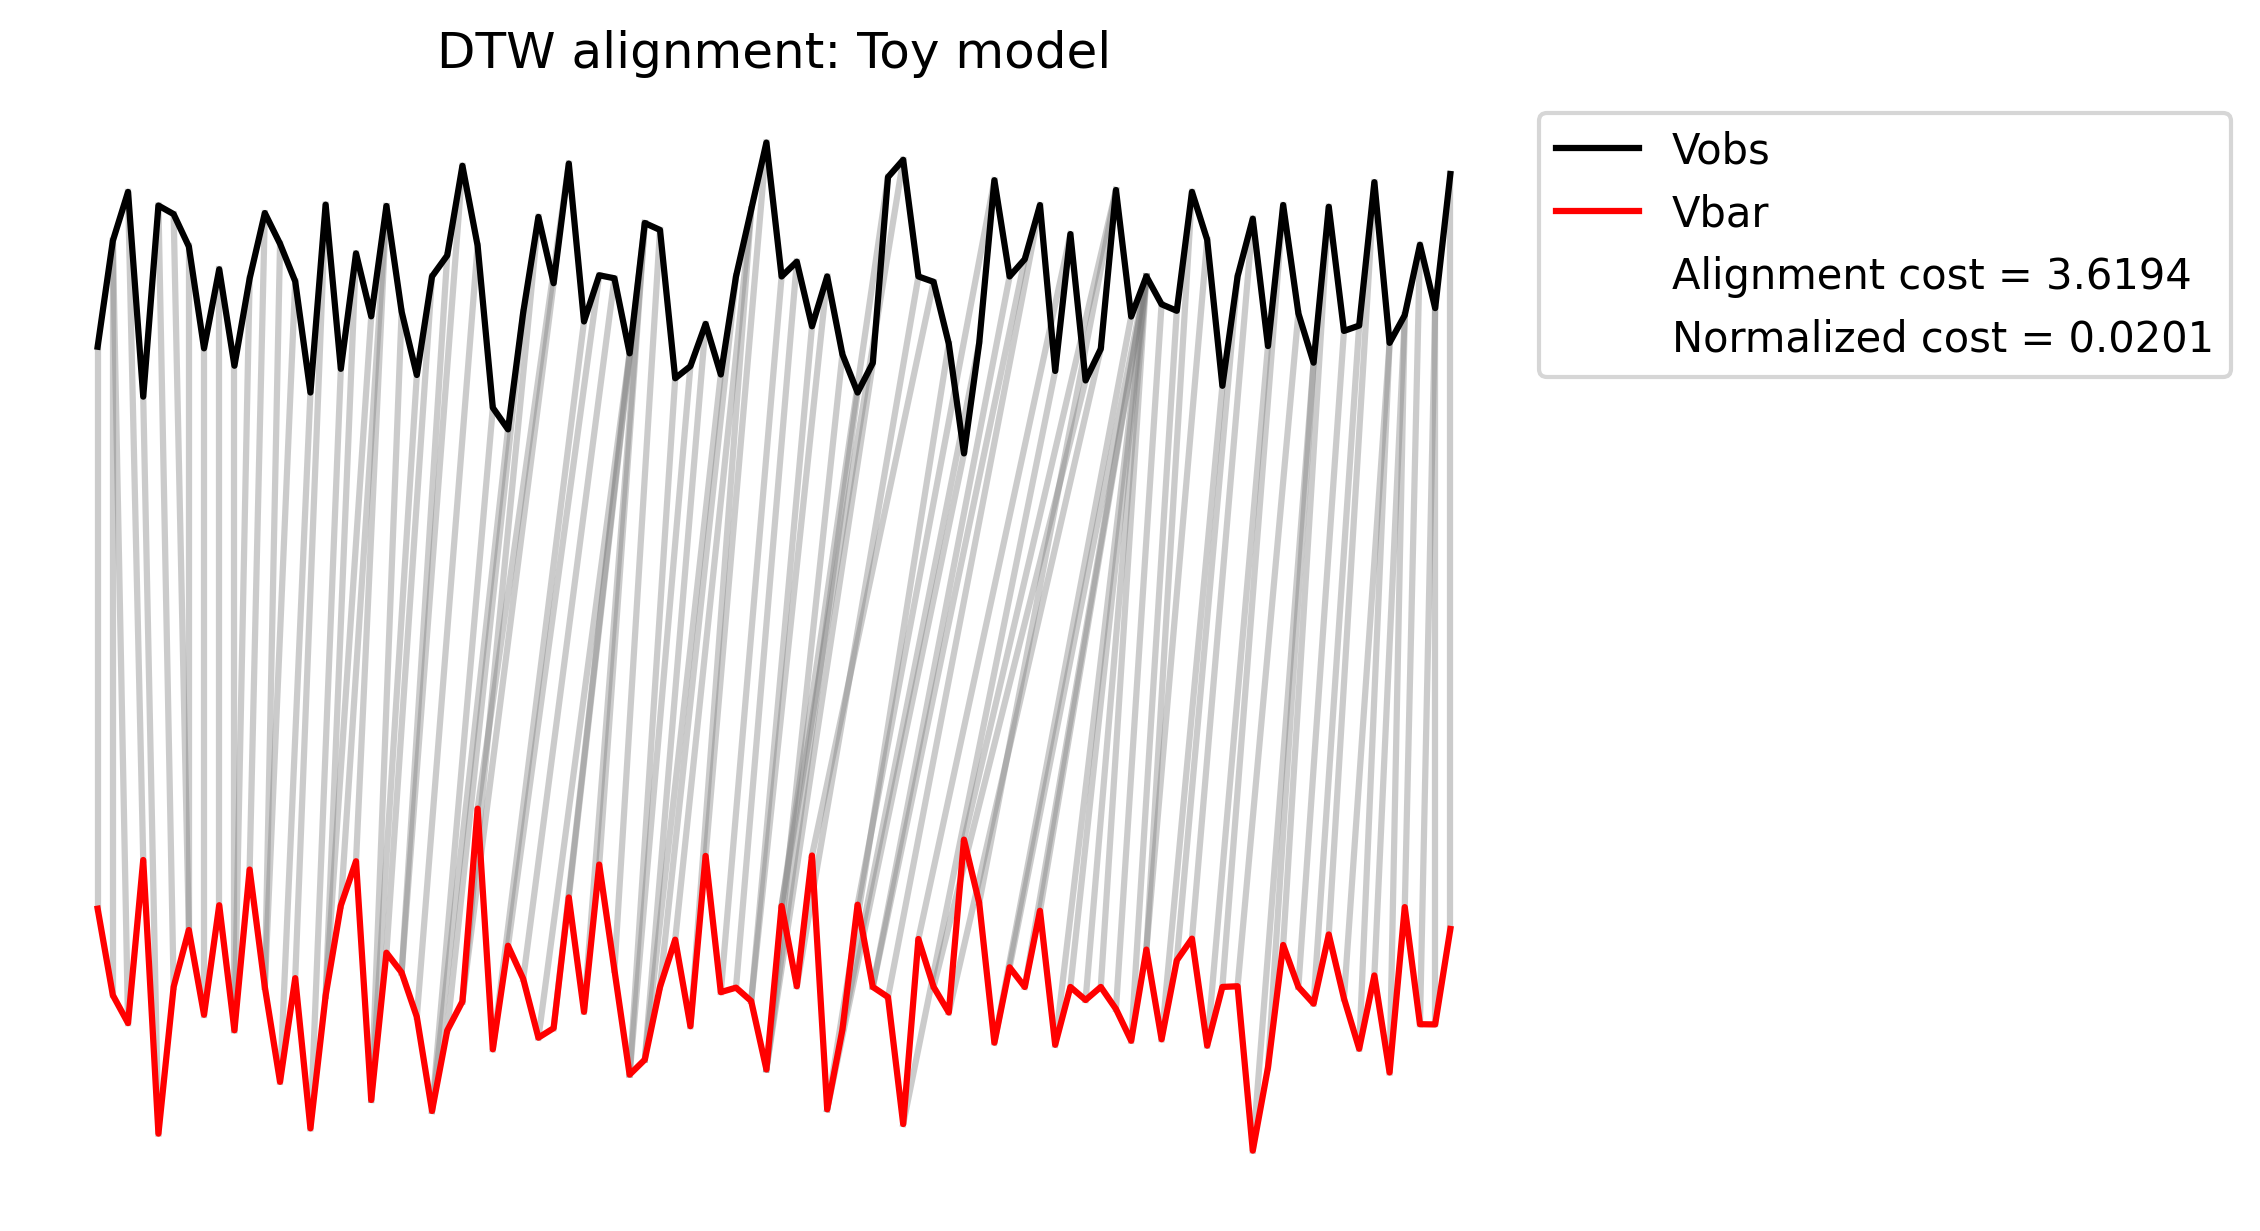 DTW alignment: Toy model
Vobs
Vbar
Alignment cost = 3.6194
Normalized cost = 0.0201